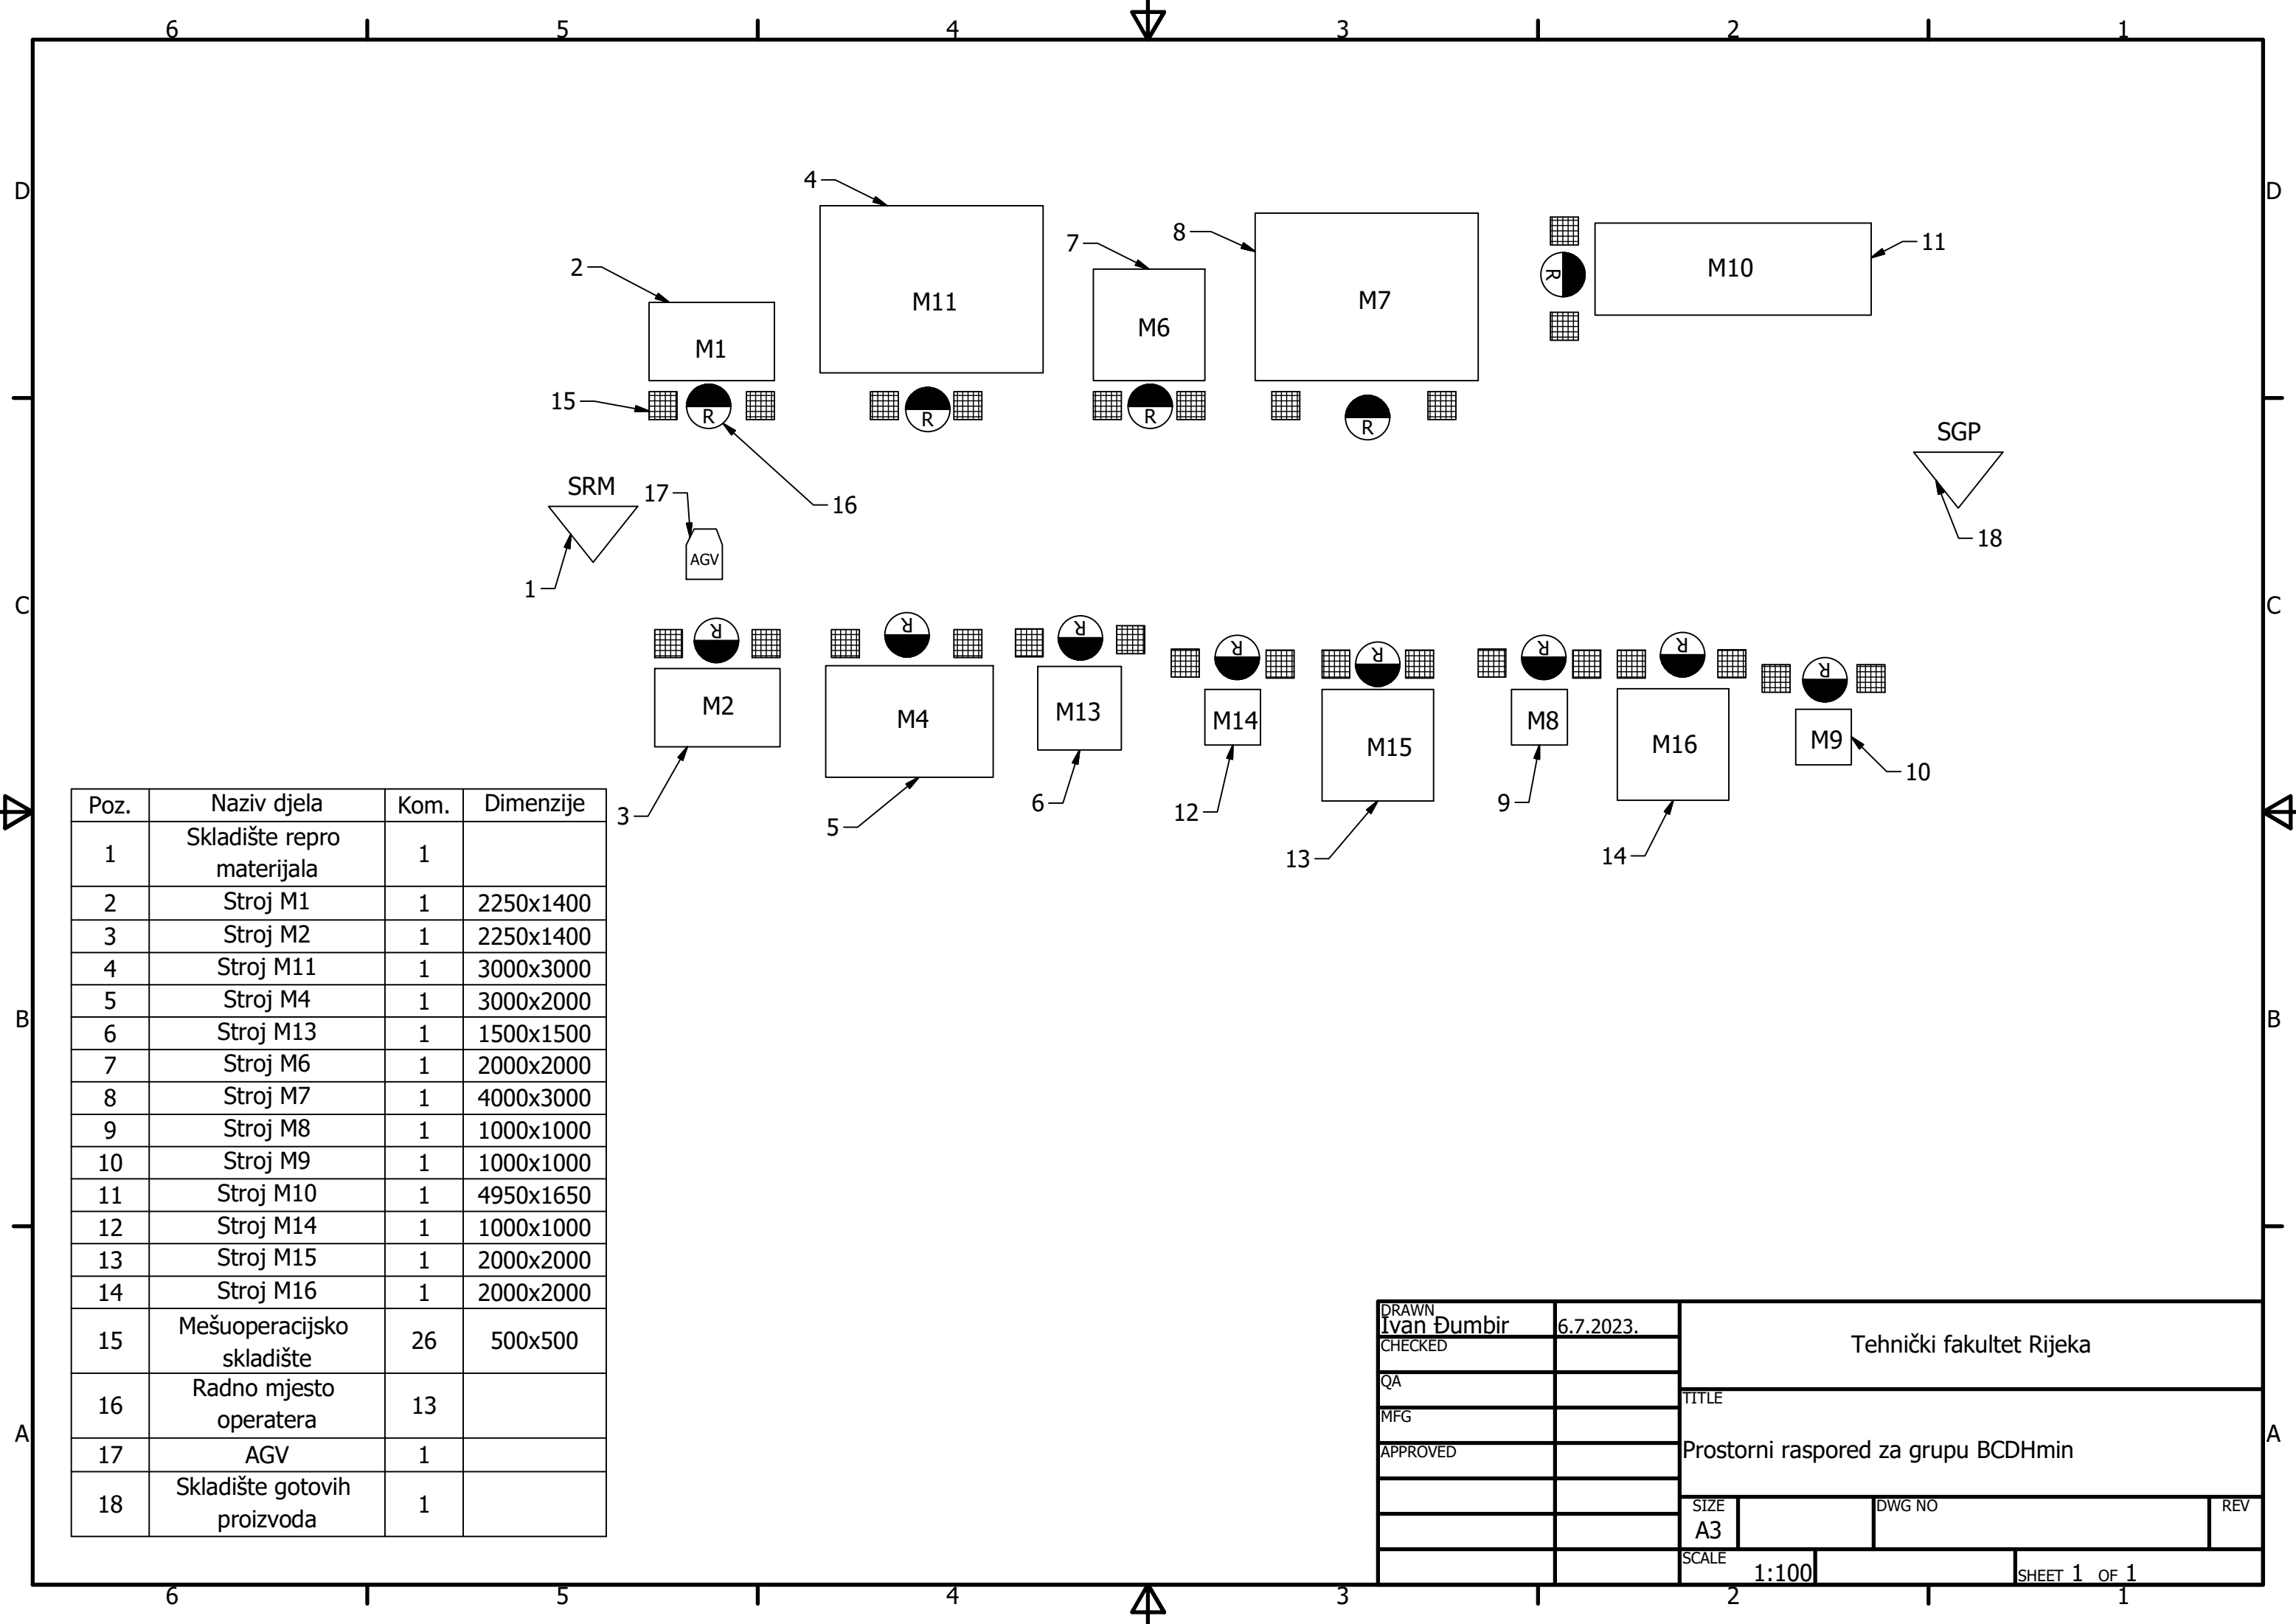 6 5 4 3 2 1
D D
4
7 8 11
2
M11 M7 M10
M6
M1
15 R R R R R
SGP
SRM 17 16
18
AGV
1
C C
R R R R R R R R
M2 M4 M13 M14 M15 M8 M16 M9
10
3 5 6 12 13 9 14
Poz. Naziv djela Kom. Dimenzije
1 Skladište repro materijala 1
2 Stroj M1 1 2250x1400
3 Stroj M2 1 2250x1400
4 Stroj M11 1 3000x3000
5 Stroj M4 1 3000x2000
6 Stroj M13 1 1500x1500
7 Stroj M6 1 2000x2000
8 Stroj M7 1 4000x3000
9 Stroj M8 1 1000x1000
10 Stroj M9 1 1000x1000
11 Stroj M10 1 4950x1650
12 Stroj M14 1 1000x1000
13 Stroj M15 1 2000x2000
14 Stroj M16 1 2000x2000
15 Mešuoperacijsko skladište 26 500x500
16 Radno mjesto operatera 13
17 AGV 1
18 Skladište gotovih proizvoda 1
B B
A A
DRAWN
Ivan Đumbir 6.7.2023.
CHECKED
QA
MFG
APPROVED
Tehnički fakultet Rijeka
TITLE
Prostorni raspored za grupu BCDHmin
SIZE
A3
DWG NO
REV
SCALE
1:100
SHEET 1 OF 1
6 5 4 3 2 1